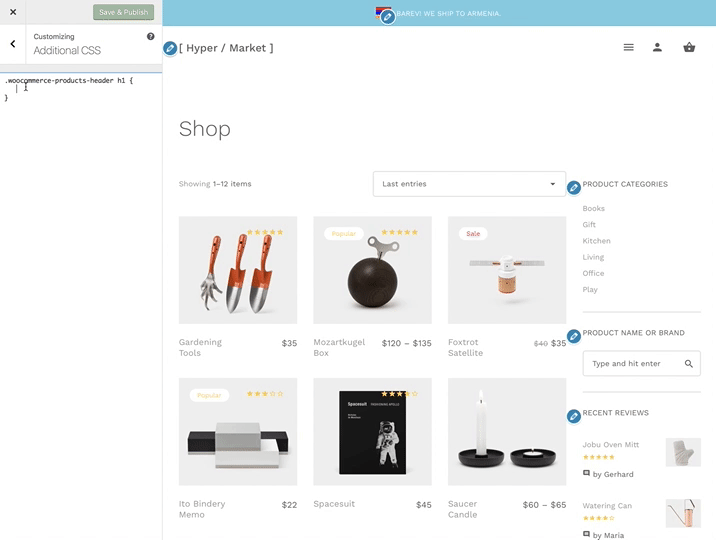 Save & Publish
Customizing
Additional CSS
.woocommerce-products-header h1 {
}
BAREV! WE SHIP TO ARMENIA.
[ Hyper / Market ]
Shop
Showing 1–12 items
Last entries
Popular
Sale
Gardening Tools
$35
Mozartkugel Box
$120 – $135
Foxtrot Satellite
$40 $35
Popular
Spacesuit
Ito Bindery Memo
$22
Spacesuit
$45
Saucer Candle
$60 – $65
PRODUCT CATEGORIES
Books
Gift
Kitchen
Living
Office
Play
PRODUCT NAME OR BRAND
Type and hit enter
RECENT REVIEWS
Jobu Oven Mitt
by Gerhard
Watering Can
by Maria